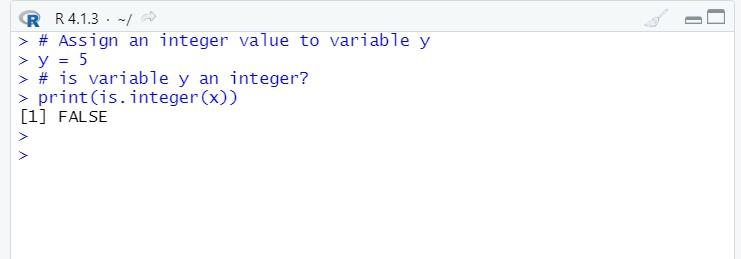 R R 4.1.3 · ~/
> # Assign an integer value to variable y
> y = 5
> # is variable y an integer?
> print(is.integer(x))
[1] FALSE
>
>